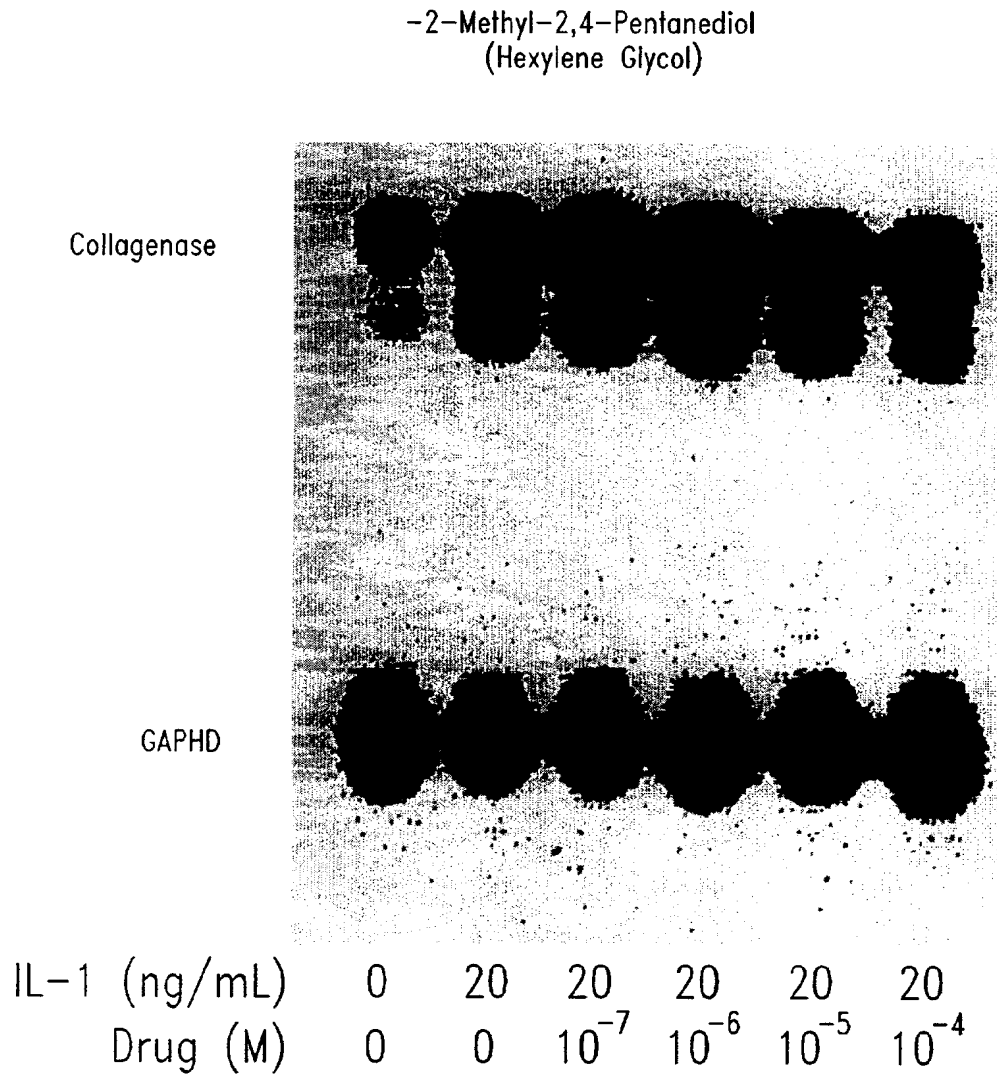 -2-Methyl-2,4-Pentanediol
(Hexylene Glycol)
Collagenase
GAPHD
IL-1 (ng/mL) 0 20 20 20 20 20
Drug (M) 0 0 10⁻⁷ 10⁻⁶ 10⁻⁵ 10⁻⁴